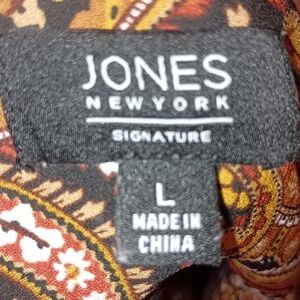 JONES
NEW YORK
SIGNATURE
L
MADE IN
CHINA